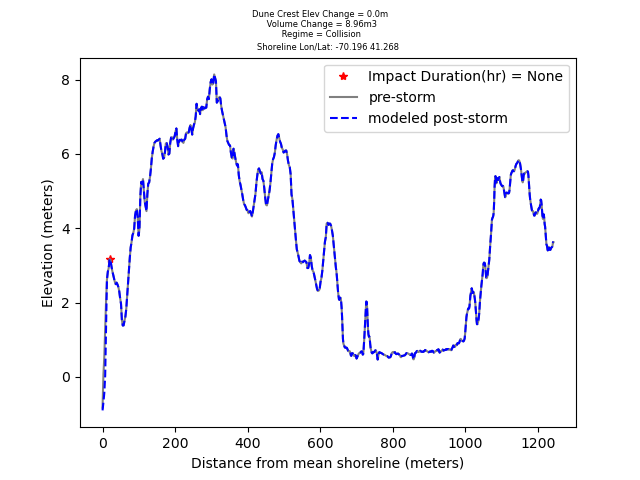 Dune Crest Elev Change = 0.0m
Volume Change = 8.96m3
Regime = Collision
Shoreline Lon/Lat: -70.196 41.268
Impact Duration(hr) = None
pre-storm
modeled post-storm
Elevation (meters)
8
6
4
2
0
0 200 400 600 800 1000 1200
Distance from mean shoreline (meters)